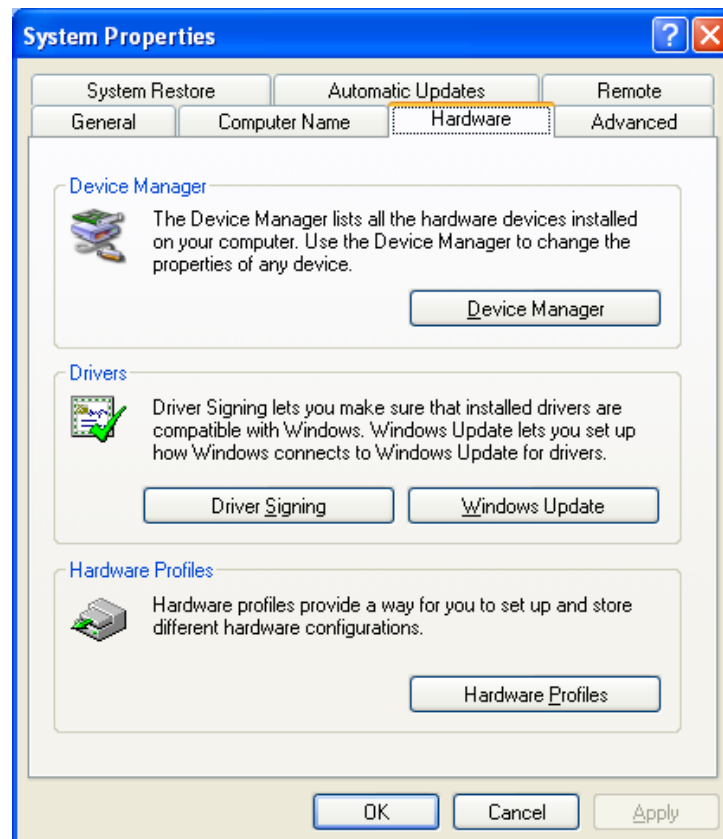 System Properties
?
System Restore Automatic Updates Remote
General Computer Name Hardware Advanced
Device Manager
The Device Manager lists all the hardware devices installed
on your computer. Use the Device Manager to change the
properties of any device.
Device Manager
Drivers
Driver Signing lets you make sure that installed drivers are
compatible with Windows. Windows Update lets you set up
how Windows connects to Windows Update for drivers.
Driver Signing Windows Update
Hardware Profiles
Hardware profiles provide a way for you to set up and store
different hardware configurations.
Hardware Profiles
OK Cancel Apply